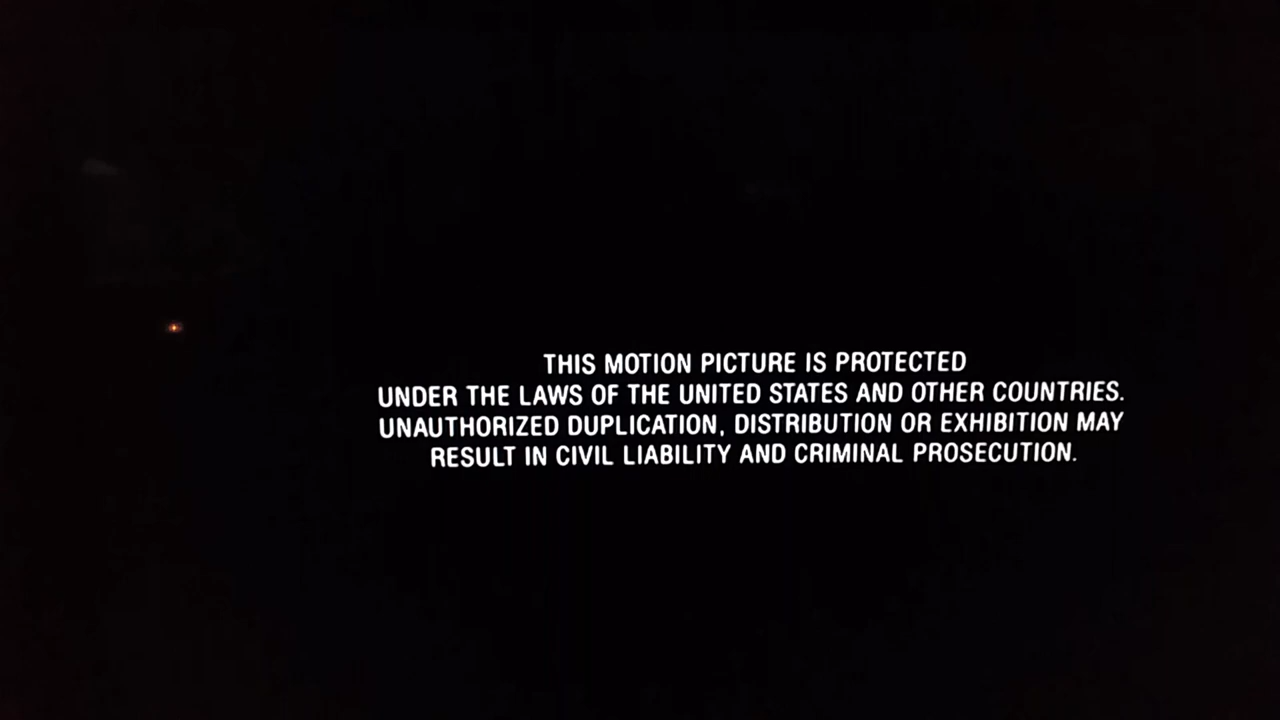 THIS MOTION PICTURE IS PROTECTED
UNDER THE LAWS OF THE UNITED STATES AND OTHER COUNTRIES.
UNAUTHORIZED DUPLICATION, DISTRIBUTION OR EXHIBITION MAY
RESULT IN CIVIL LIABILITY AND CRIMINAL PROSECUTION.